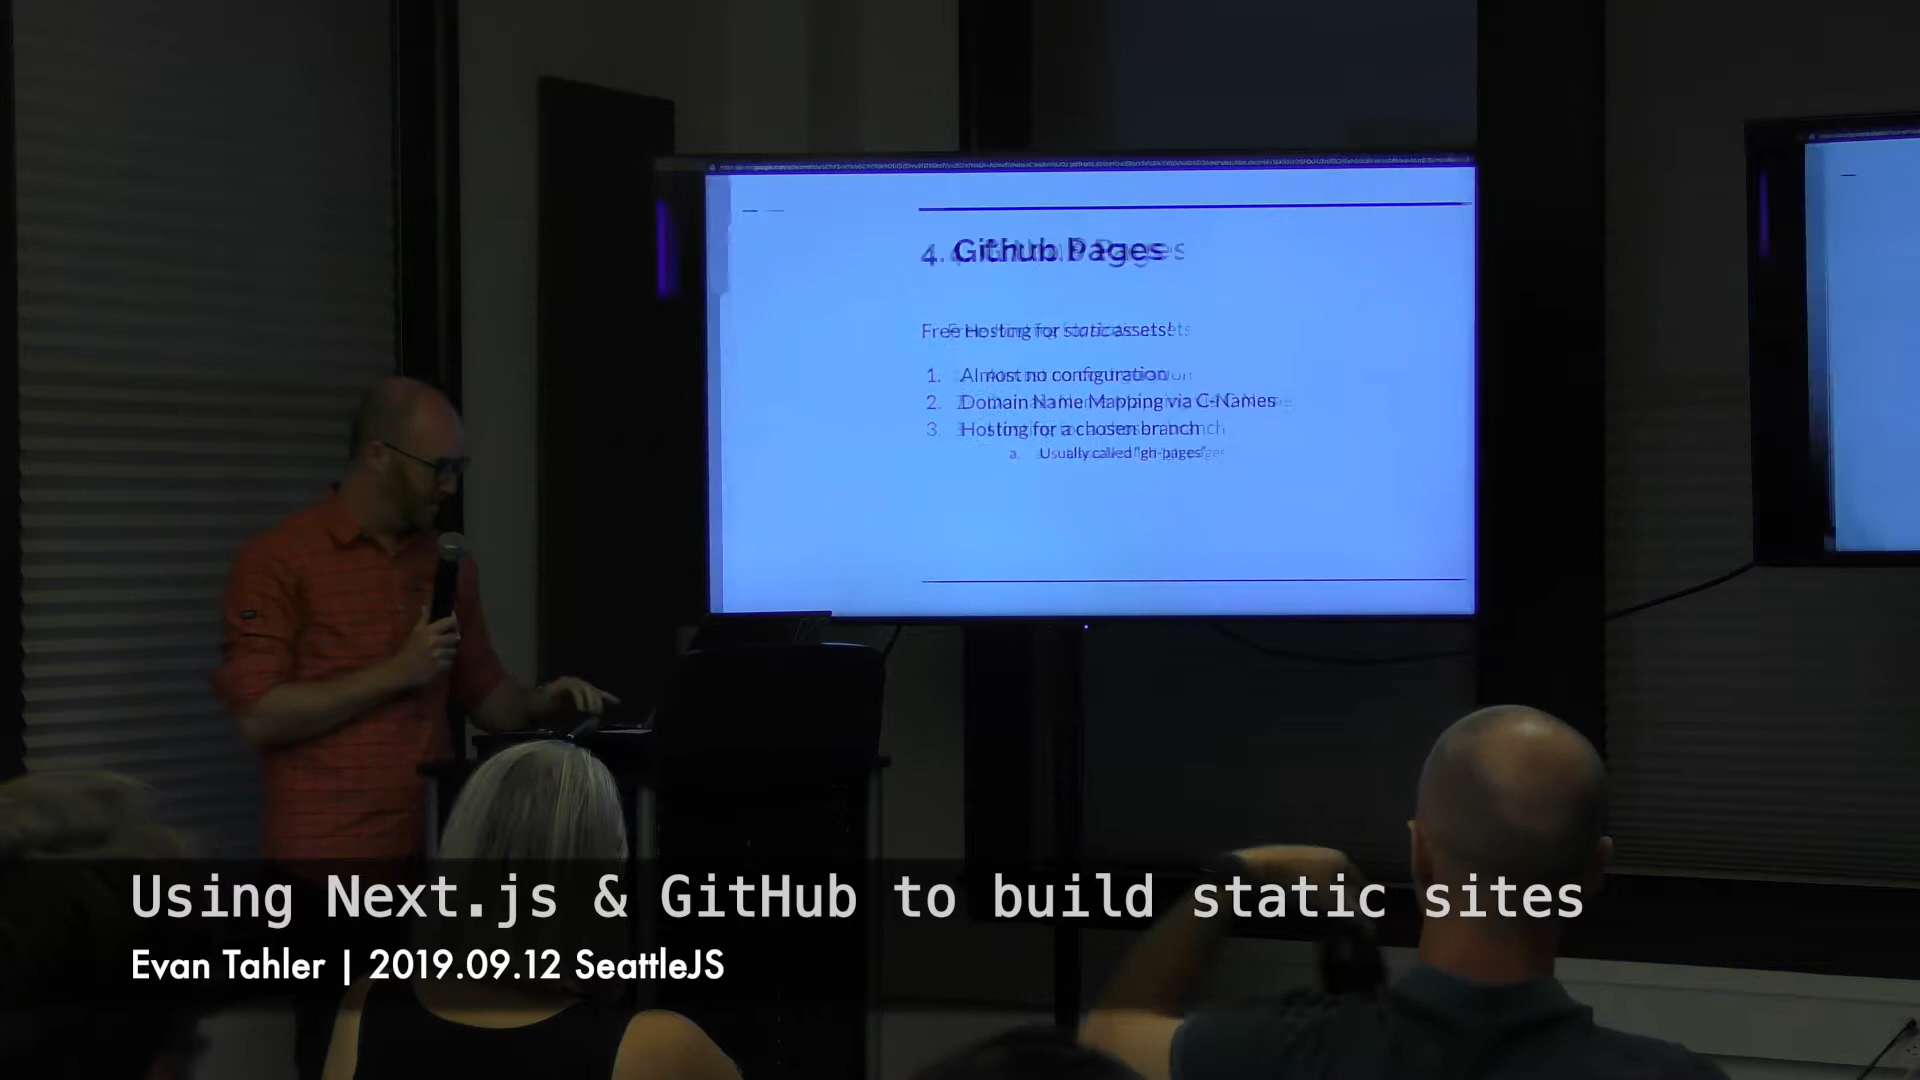 4. Github Pages
Free Hosting for static assets!
1. Almost no configuration
2. Domain Name Mapping via C-Names
3. Hosting for a chosen branch
a. Usually called "gh-pages"
Using Next.js & GitHub to build static sites
Evan Tahler | 2019.09.12 SeattleJS